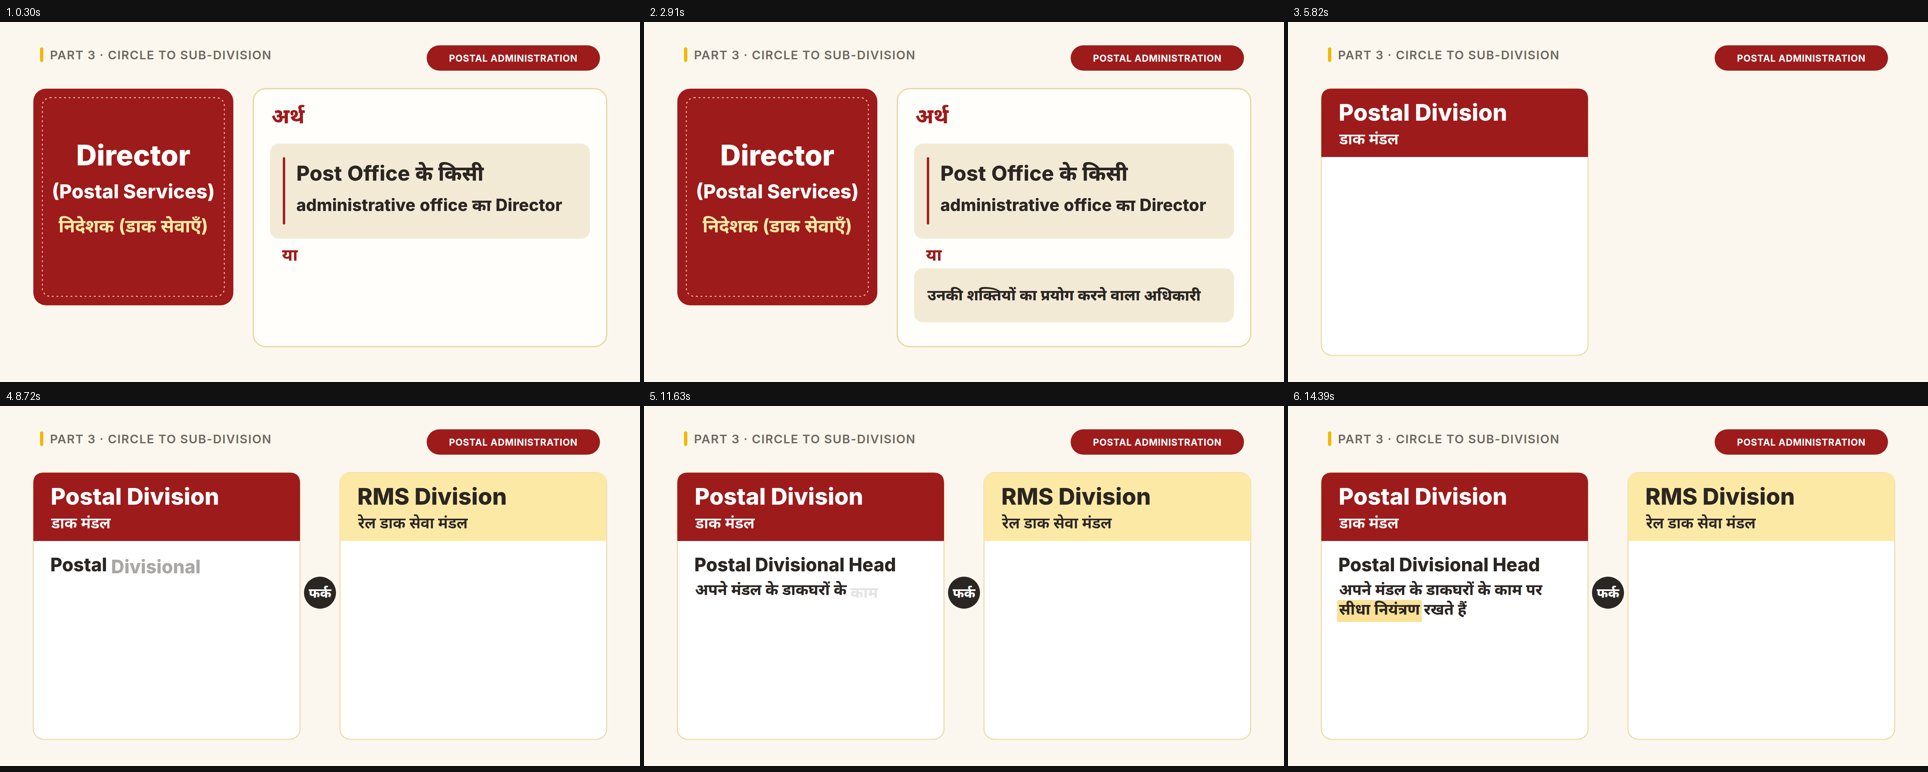 1. 0.30s
PART 3 · CIRCLE TO SUB-DIVISION
POSTAL ADMINISTRATION
Director
(Postal Services)
निदेशक (डाक सेवाएँ)
अर्थ
Post Office के किसी
administrative office का Director
या
2. 2.91s
PART 3 · CIRCLE TO SUB-DIVISION
POSTAL ADMINISTRATION
Director
(Postal Services)
निदेशक (डाक सेवाएँ)
अर्थ
Post Office के किसी
administrative office का Director
या
उनकी शक्तियों का प्रयोग करने वाला अधिकारी
3. 5.82s
PART 3 · CIRCLE TO SUB-DIVISION
POSTAL ADMINISTRATION
Postal Division
डाक मंडल
4. 8.72s
PART 3 · CIRCLE TO SUB-DIVISION
POSTAL ADMINISTRATION
Postal Division
डाक मंडल
Postal Divisional
फर्क
RMS Division
रेल डाक सेवा मंडल
5. 11.63s
PART 3 · CIRCLE TO SUB-DIVISION
POSTAL ADMINISTRATION
Postal Division
डाक मंडल
Postal Divisional Head
अपने मंडल के डाकघरों के काम
फर्क
RMS Division
रेल डाक सेवा मंडल
6. 14.39s
PART 3 · CIRCLE TO SUB-DIVISION
POSTAL ADMINISTRATION
Postal Division
डाक मंडल
Postal Divisional Head
अपने मंडल के डाकघरों के काम पर
सीधा नियंत्रण रखते हैं
फर्क
RMS Division
रेल डाक सेवा मंडल